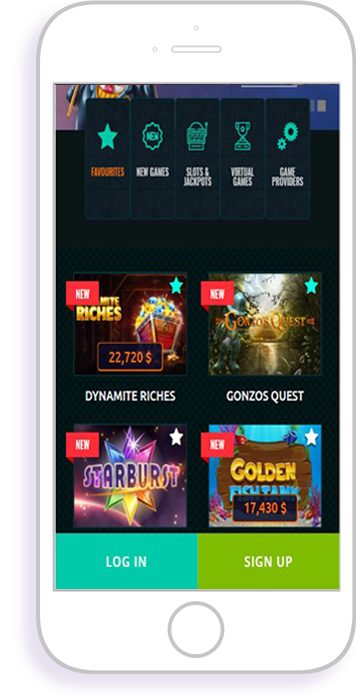 FAVOURITES
NEW
NEW GAMES
SLOTS &
JACKPOTS
VIRTUAL
GAMES
GAME
PROVIDERS
NEW
RICHES
22,720 $
DYNAMITE RICHES
NEW
GONZO'S QUEST
GONZOS QUEST
NEW
STARBURST
NEW
GOLDEN
FISHTANK
17,430 $
LOG IN
SIGN UP